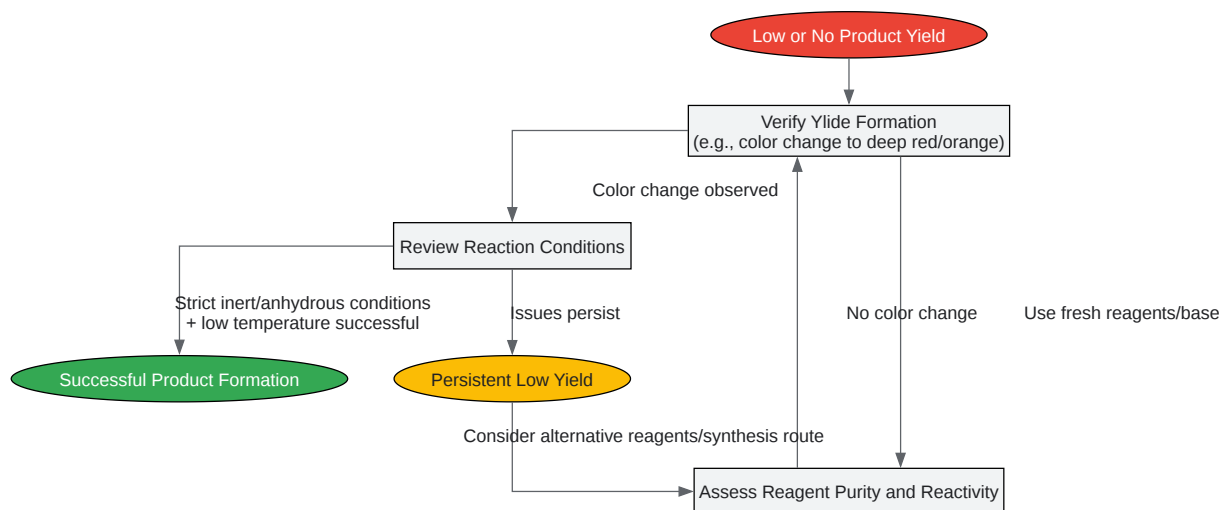 Low or No Product Yield
Verify Ylide Formation
(e.g., color change to deep red/orange)
Color change observed
Review Reaction Conditions
Strict inert/anhydrous conditions
+ low temperature successful
Issues persist
No color change
Use fresh reagents/base
Successful Product Formation
Persistent Low Yield
Consider alternative reagents/synthesis route
Assess Reagent Purity and Reactivity